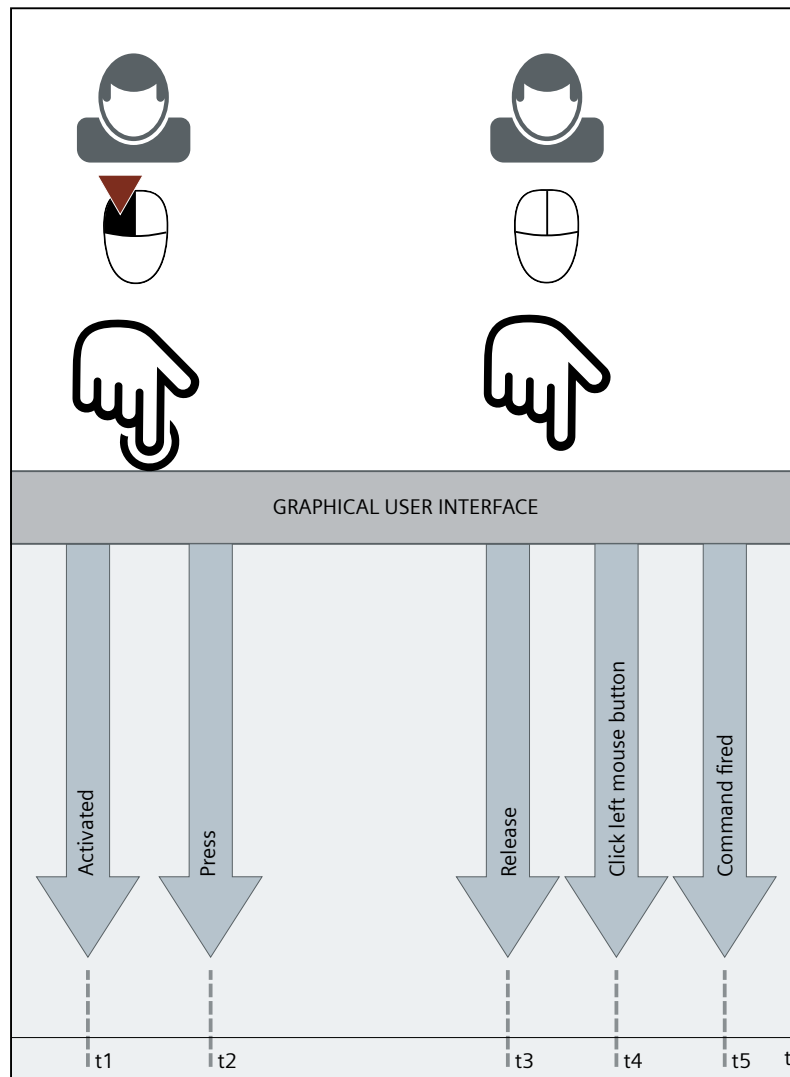 GRAPHICAL USER INTERFACE
Activated
Press
Release
Click left mouse button
Command fired
t1
t2
t3
t4
t5
t